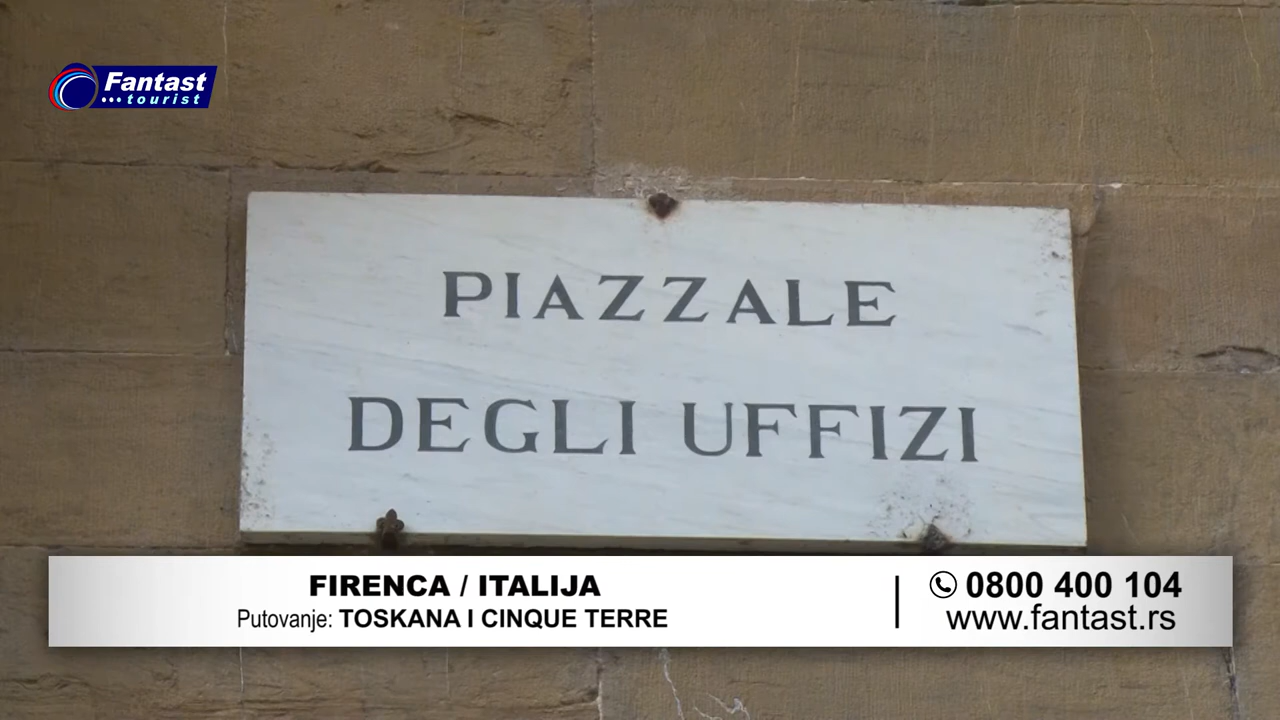 Fantast
tourist
PIAZZALE
DEGLI UFFIZI
FIRENCA / ITALIJA
Putovanje: TOSKANA I CINQUE TERRE
0800 400 104
www.fantast.rs